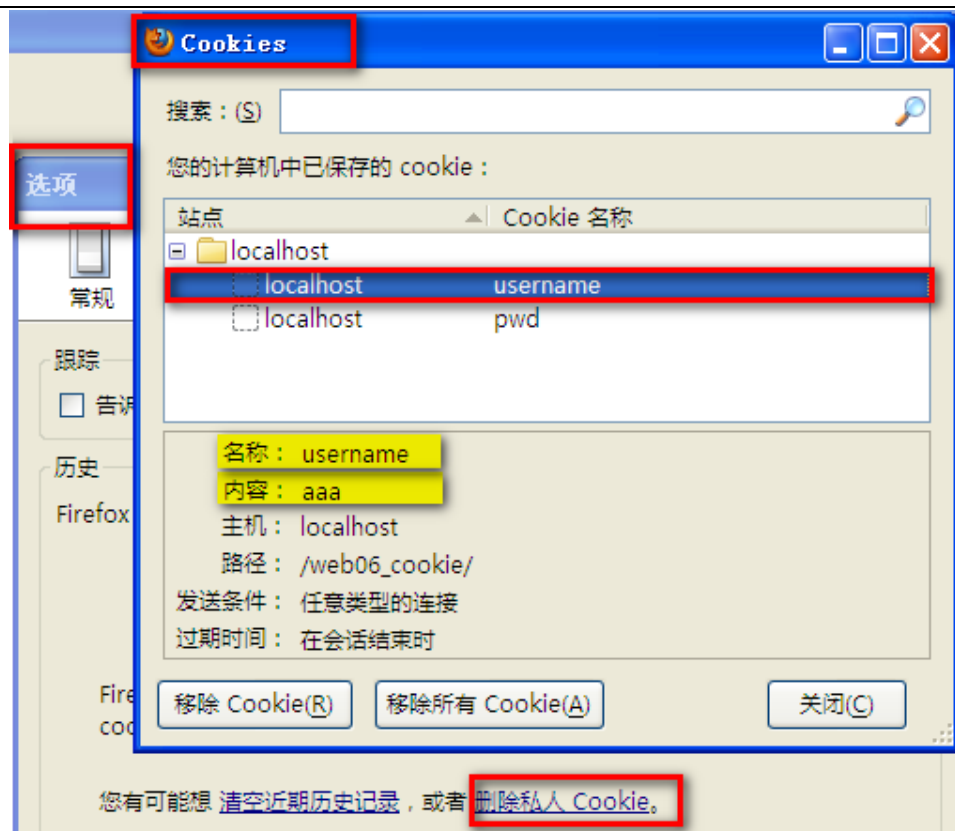 Cookies
搜索：(S)
您的计算机中已保存的 cookie：
选项
站点 Cookie 名称
localhost
localhost username
常规
localhost pwd
跟踪
告诉
名称： username
历史
内容： aaa
Firefox
主机： localhost
路径： /web06_cookie/
发送条件： 任意类型的连接
过期时间： 在会话结束时
Fire
移除 Cookie(R) 移除所有 Cookie(A) 关闭(C)
coo
您有可能想 清空近期历史记录，或者 删除私人 Cookie。